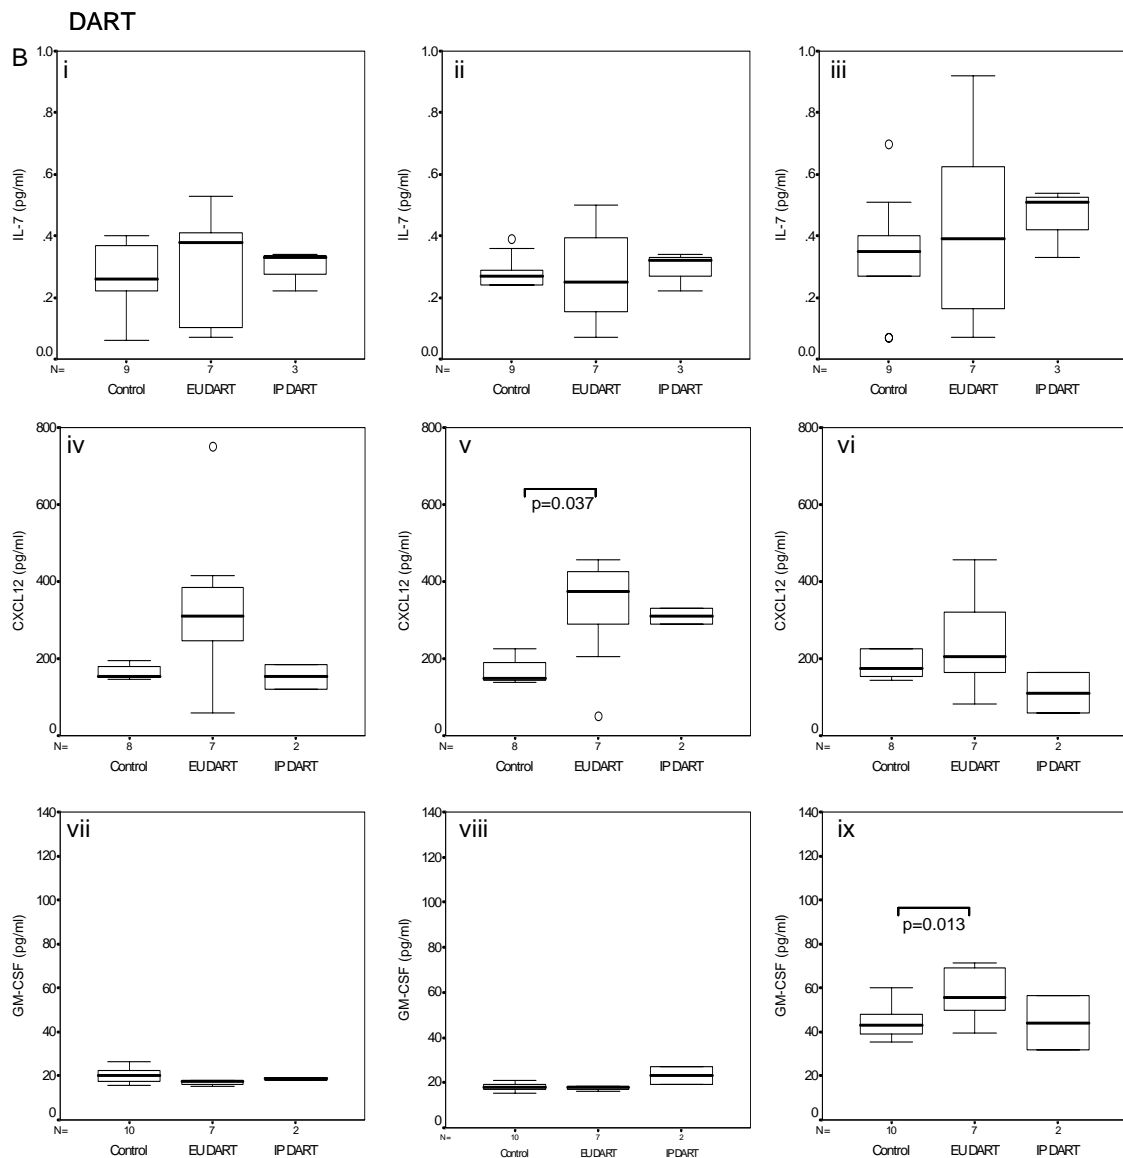 DART
B
i
1.0
.8
.6
.4
.2
0.0
IL-7 (pg/ml)
N= 9 7 3
Control EU DART IP DART
ii
1.0
.8
.6
.4
.2
0.0
IL-7 (pg/ml)
N= 9 7 3
Control EU DART IP DART
iii
1.0
.8
.6
.4
.2
0.0
IL-7 (pg/ml)
N= 9 7 3
Control EU DART IP DART
iv
800
600
400
200
0
CXCL12 (pg/ml)
N= 8 7 2
Control EU DART IP DART
v
800
600
400
200
0
CXCL12 (pg/ml)
p=0.037
N= 8 7 2
Control EU DART IP DART
vi
800
600
400
200
0
CXCL12 (pg/ml)
N= 8 7 2
Control EU DART IP DART
vii
140
120
100
80
60
40
20
0
GM-CSF (pg/ml)
N= 10 7 2
Control EU DART IP DART
viii
140
120
100
80
60
40
20
0
GM-CSF (pg/ml)
N= 10 7 2
Control EU DART IP DART
ix
140
120
100
80
60
40
20
0
GM-CSF (pg/ml)
p=0.013
N= 10 7 2
Control EU DART IP DART